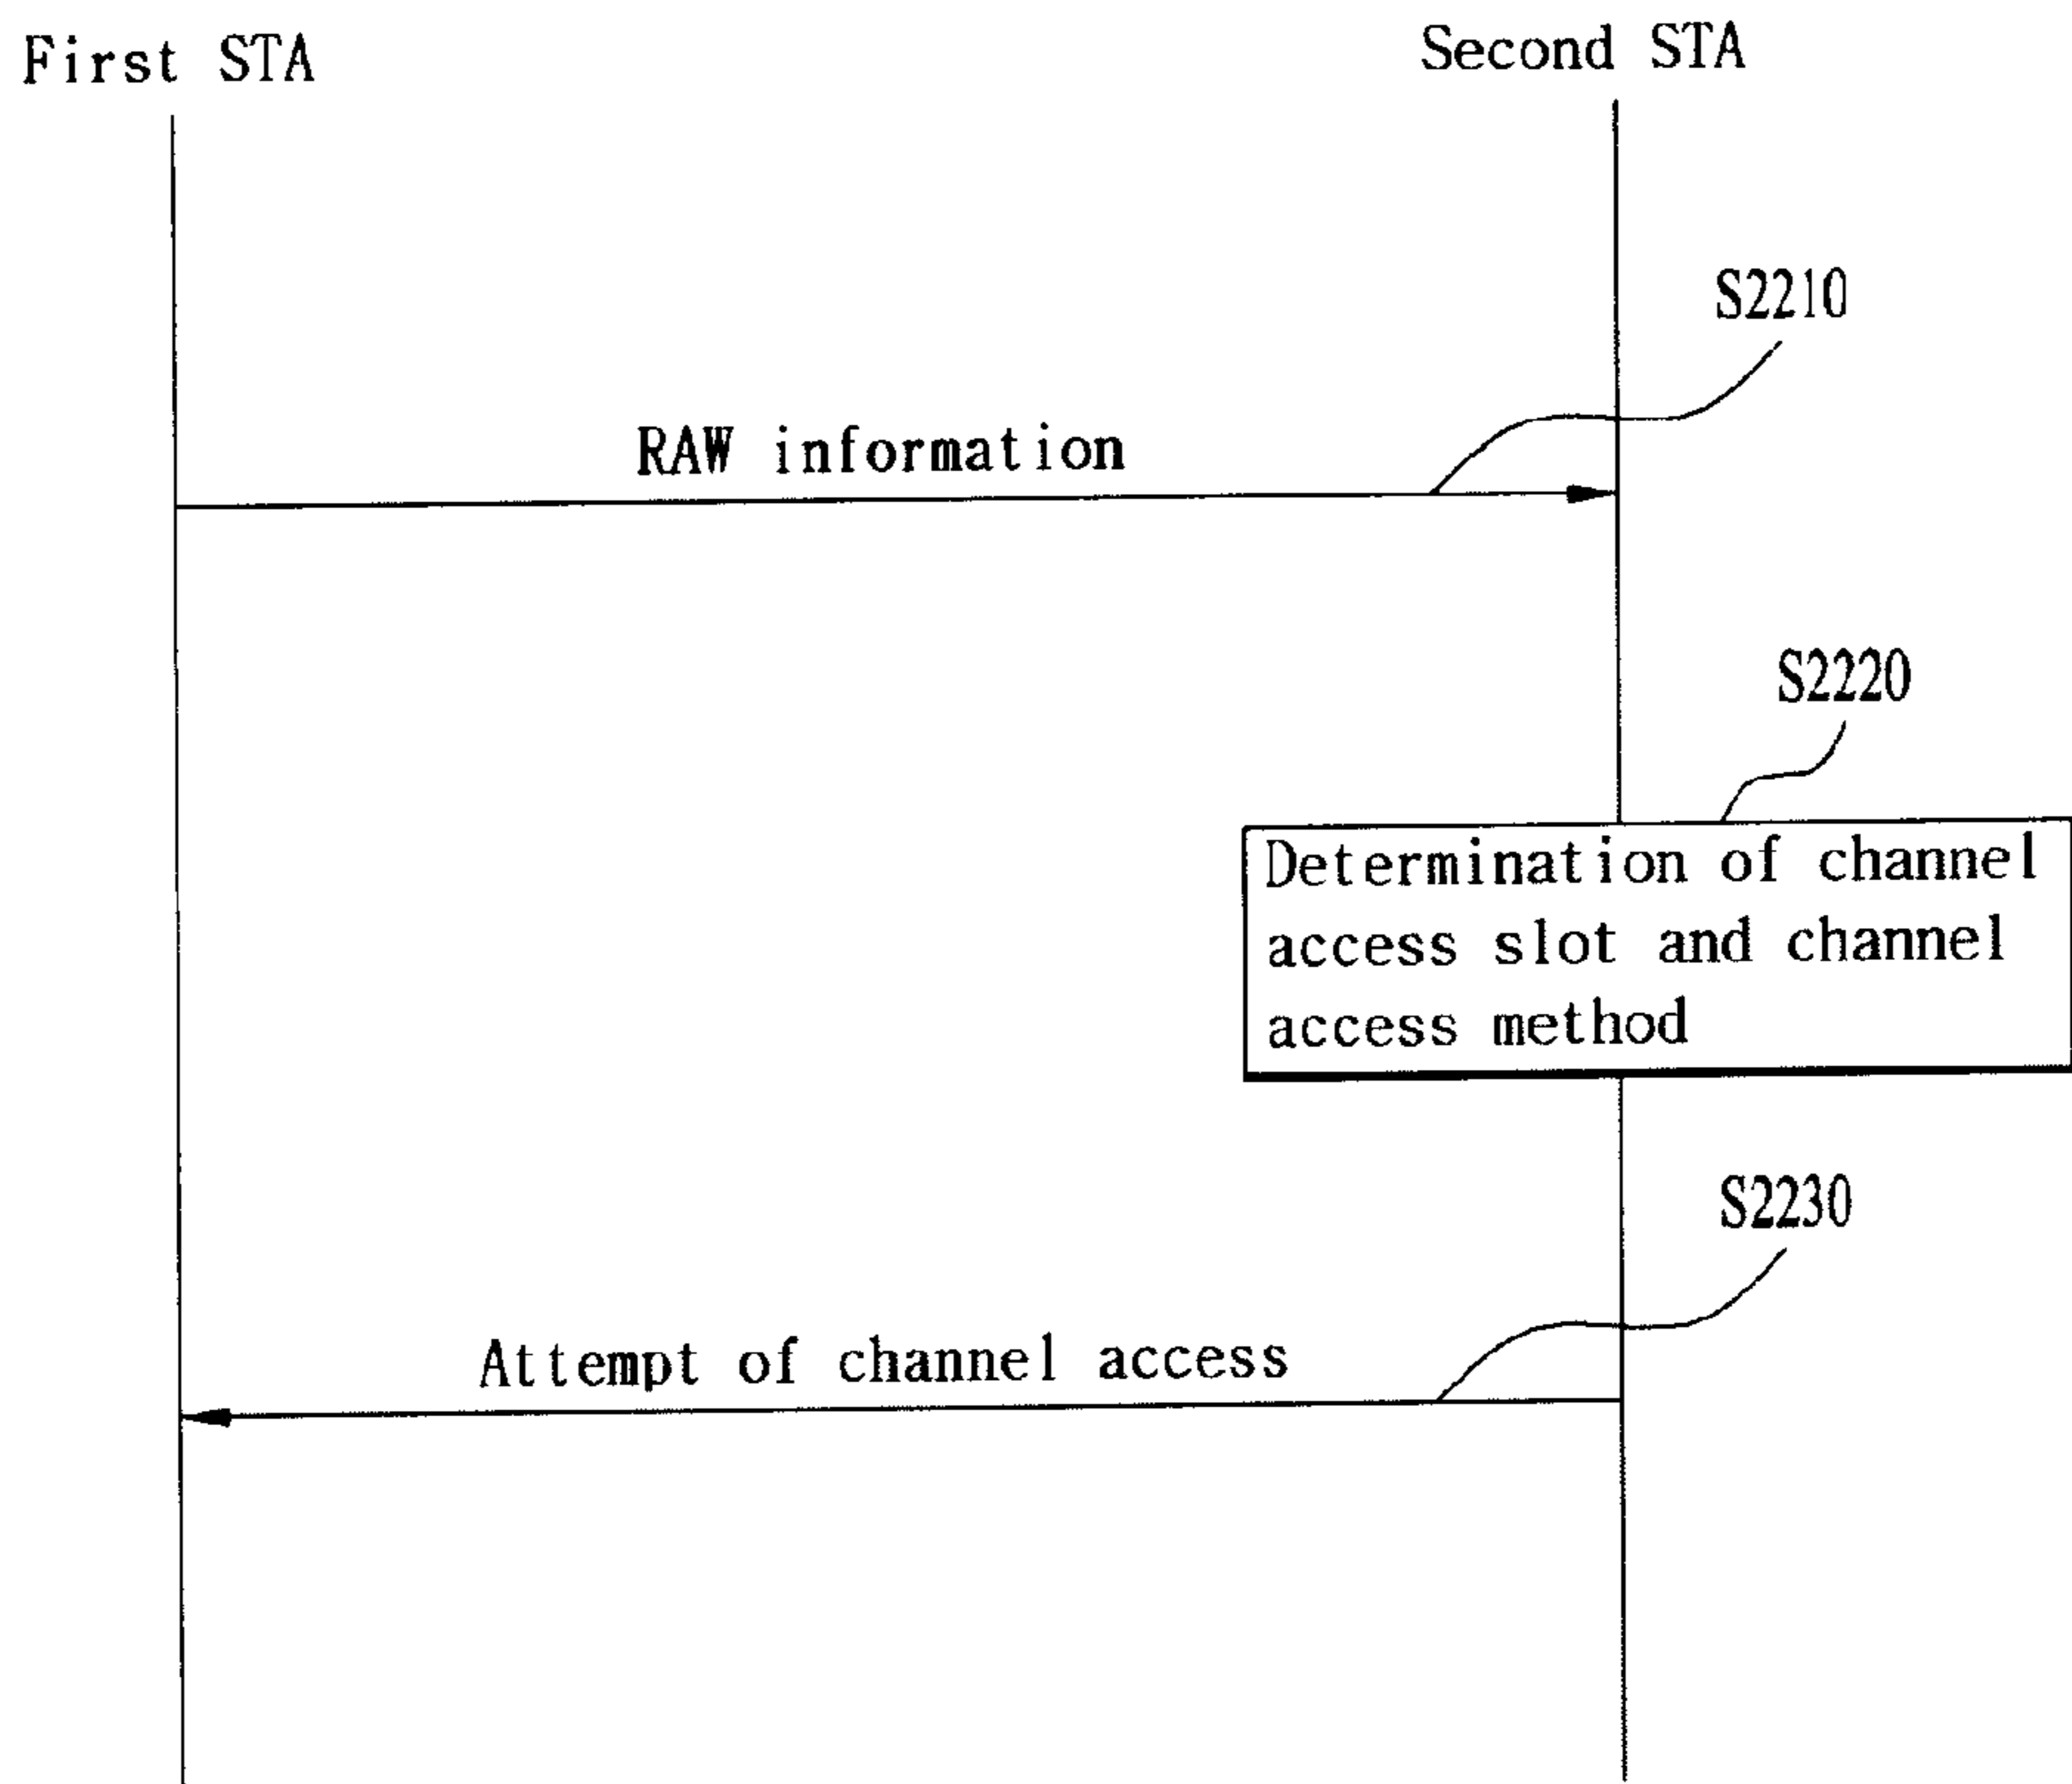 First STA
Second STA
S2210
RAW information
S2220
Determination of channel
access slot and channel
access method
S2230
Attempt of channel access